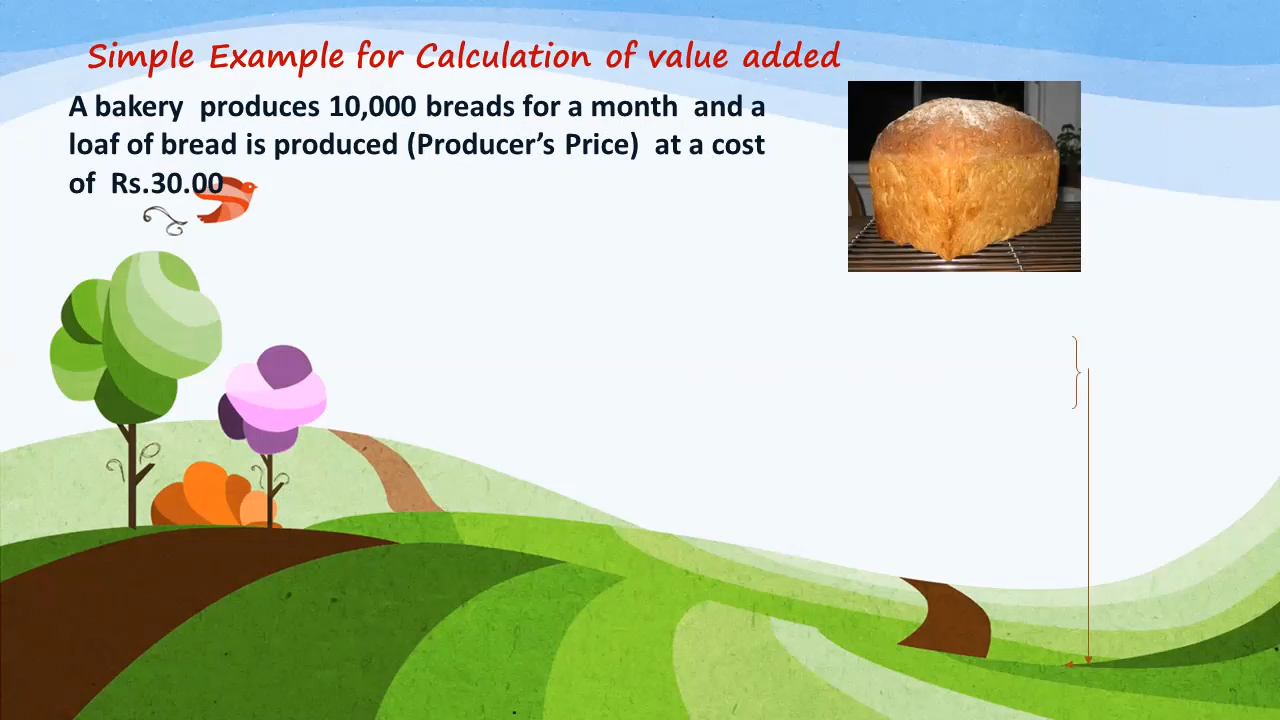 Simple Example for Calculation of value added
A bakery produces 10,000 breads for a month and a
loaf of bread is produced (Producer’s Price) at a cost
of Rs.30.00